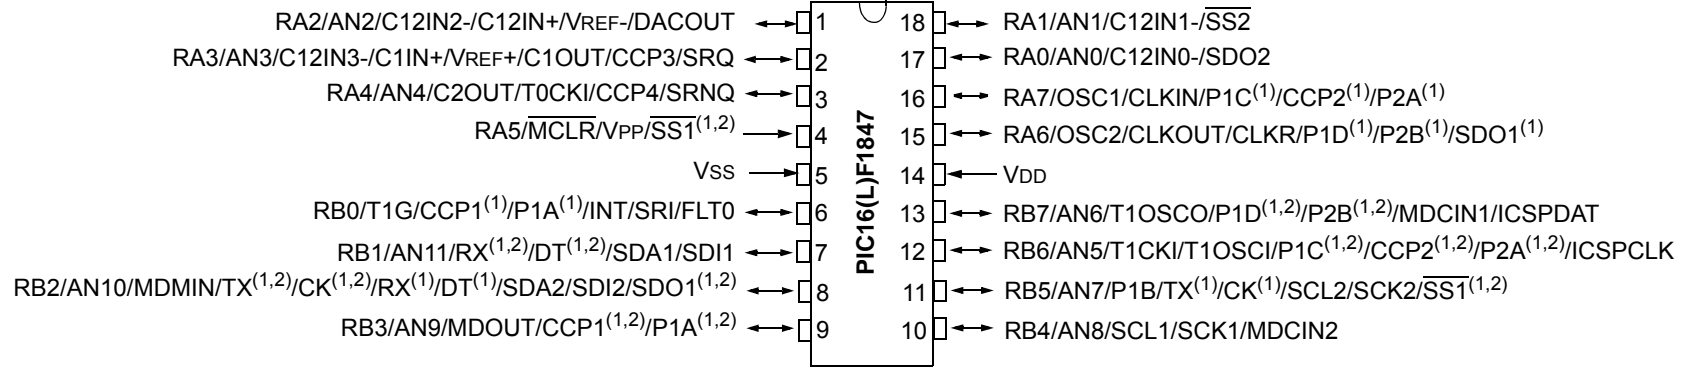 RA2/AN2/C12IN2-/C12IN+/VREF-/DACOUT 1
RA3/AN3/C12IN3-/C1IN+/VREF+/C1OUT/CCP3/SRQ 2
RA4/AN4/C2OUT/T0CKI/CCP4/SRNQ 3
RA5/MCLR/VPP/SS1(1,2) 4
VSS 5
RB0/T1G/CCP1(1)/P1A(1)/INT/SRI/FLT0 6
RB1/AN11/RX(1,2)/DT(1,2)/SDA1/SDI1 7
RB2/AN10/MDMIN/TX(1,2)/CK(1,2)/RX(1)/DT(1)/SDA2/SDI2/SDO1(1,2) 8
RB3/AN9/MDOUT/CCP1(1,2)/P1A(1,2) 9
PIC16(L)F1847
18 RA1/AN1/C12IN1-/SS2
17 RA0/AN0/C12IN0-/SDO2
16 RA7/OSC1/CLKIN/P1C(1)/CCP2(1)/P2A(1)
15 RA6/OSC2/CLKOUT/CLKR/P1D(1)/P2B(1)/SDO1(1)
14 VDD
13 RB7/AN6/T1OSCO/P1D(1,2)/P2B(1,2)/MDCIN1/ICSPDAT
12 RB6/AN5/T1CKI/T1OSCI/P1C(1,2)/CCP2(1,2)/P2A(1,2)/ICSPCLK
11 RB5/AN7/P1B/TX(1)/CK(1)/SCL2/SCK2/SS1(1,2)
10 RB4/AN8/SCL1/SCK1/MDCIN2